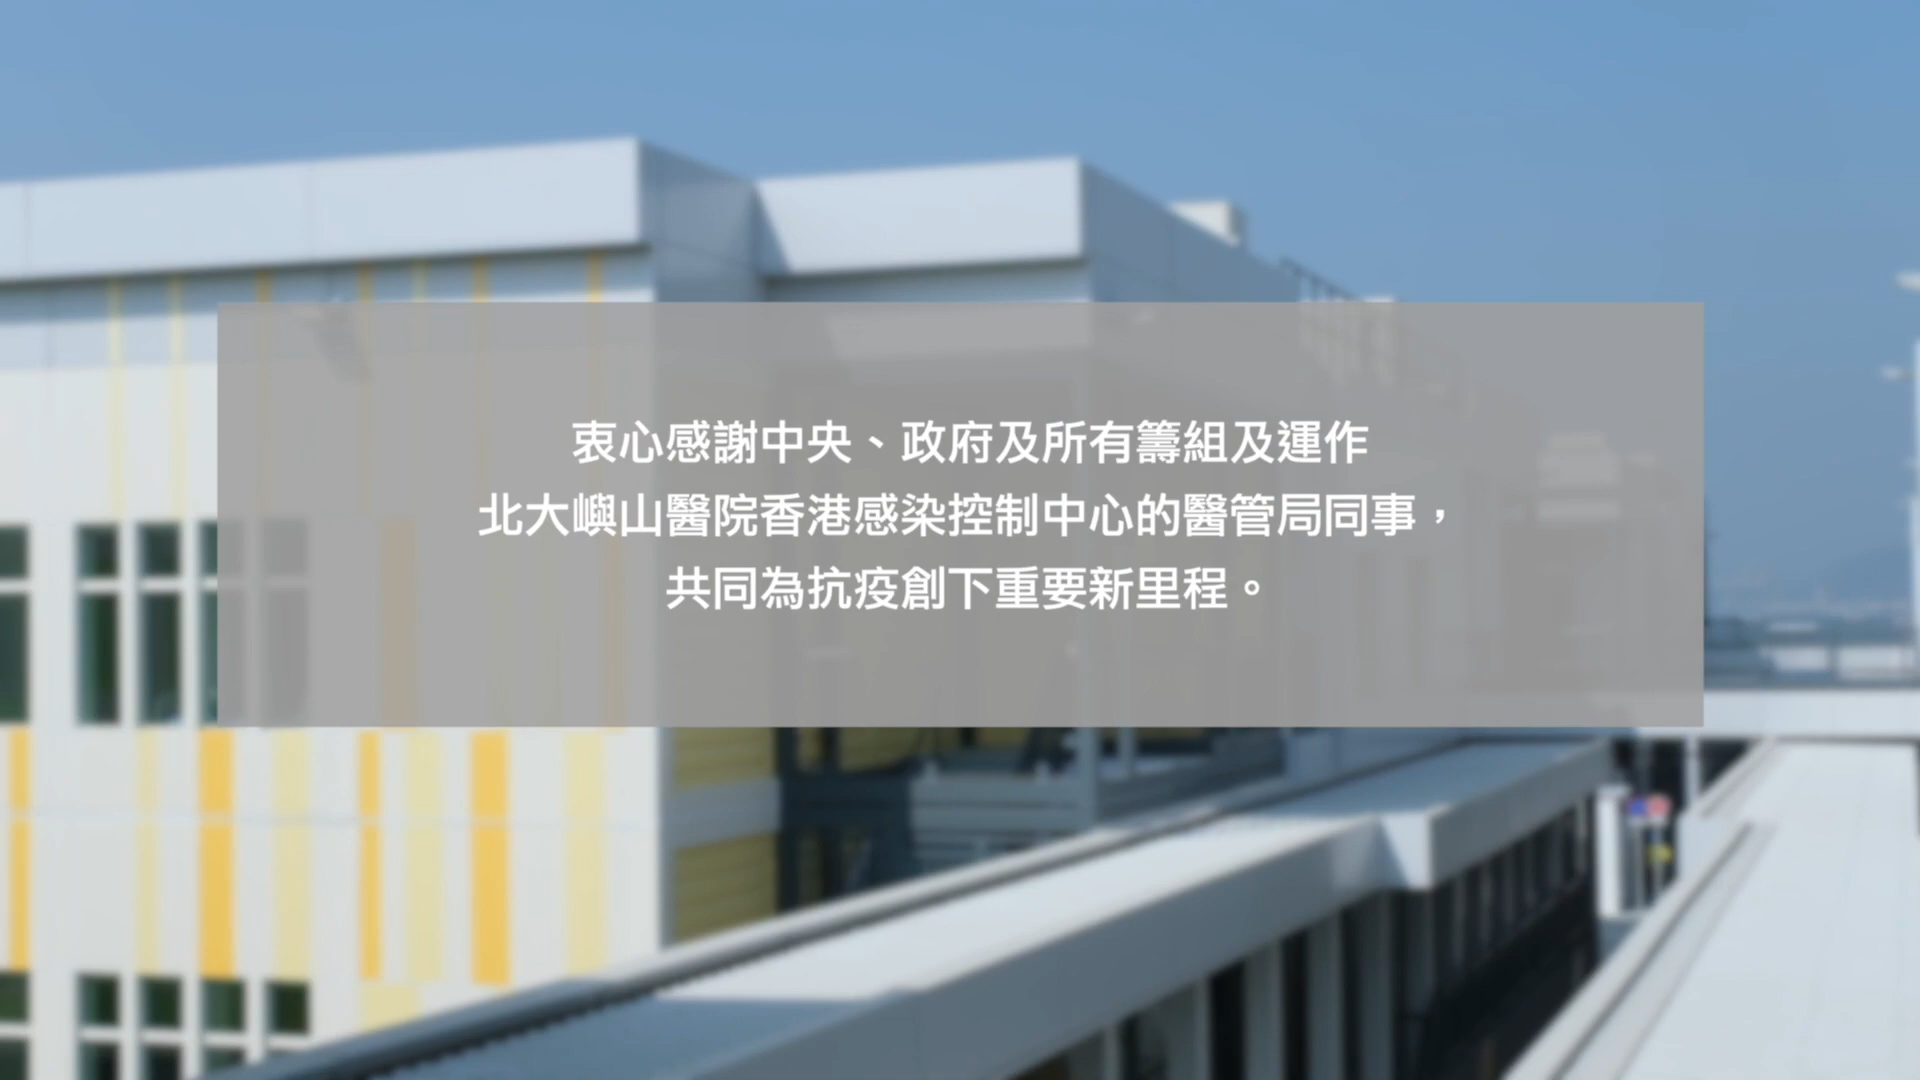 衷心感謝中央、政府及所有籌組及運作
北大嶼山醫院香港感染控制中心的醫管局同事，
共同為抗疫創下重要新里程。